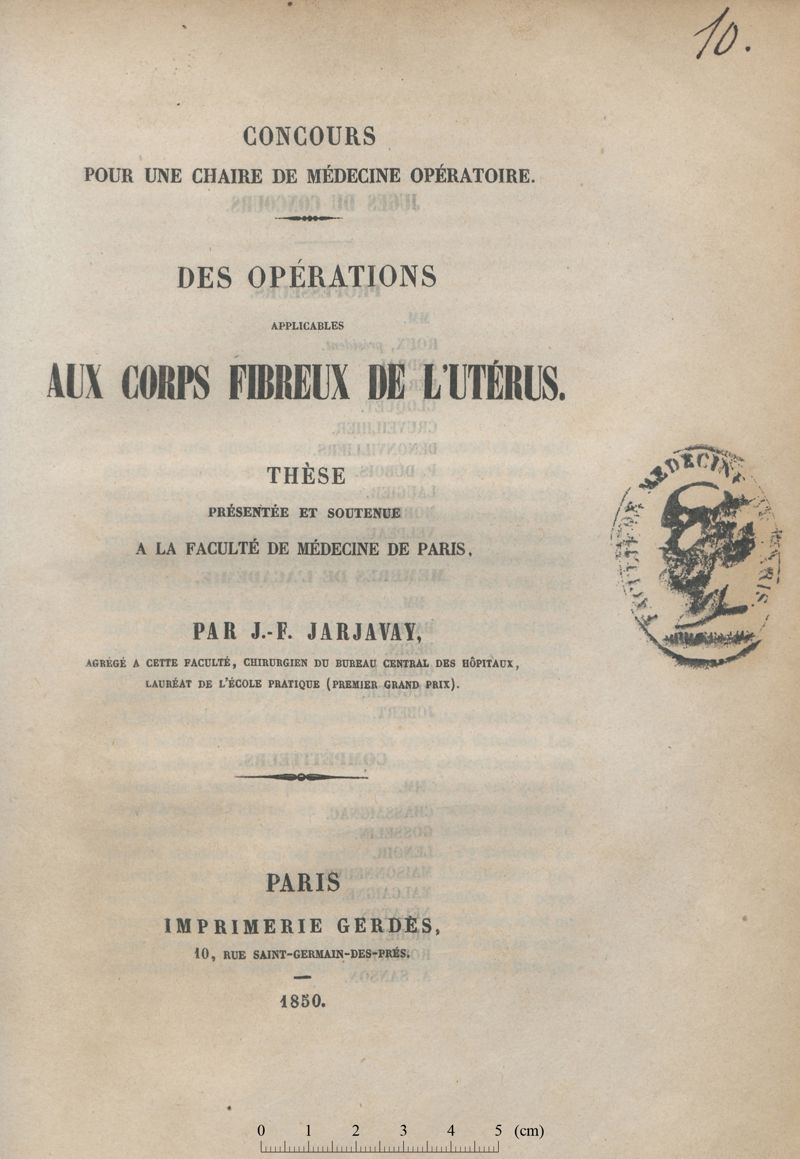 10.
CONCOURS
POUR UNE CHAIRE DE MÉDECINE OPÉRATOIRE.
DES OPÉRATIONS
APPLICABLES
AUX CORPS FIBREUX DE L'UTÉRUS.
THÈSE
PRÉSENTÉE ET SOUTENUE
A LA FACULTÉ DE MÉDECINE DE PARIS,
PAR J.-F. JARJAVAY,
AGRÉGÉ A CETTE FACULTÉ, CHIRURGIEN DU BUREAU CENTRAL DES HÔPITAUX,
LAURÉAT DE L'ÉCOLE PRATIQUE (PREMIER GRAND PRIX).
PARIS
IMPRIMERIE GERDÈS,
10, RUE SAINT-GERMAIN-DES-PRÉS.
1850.
MEDECINE
PARIS
0 1 2 3 4 5 (cm)